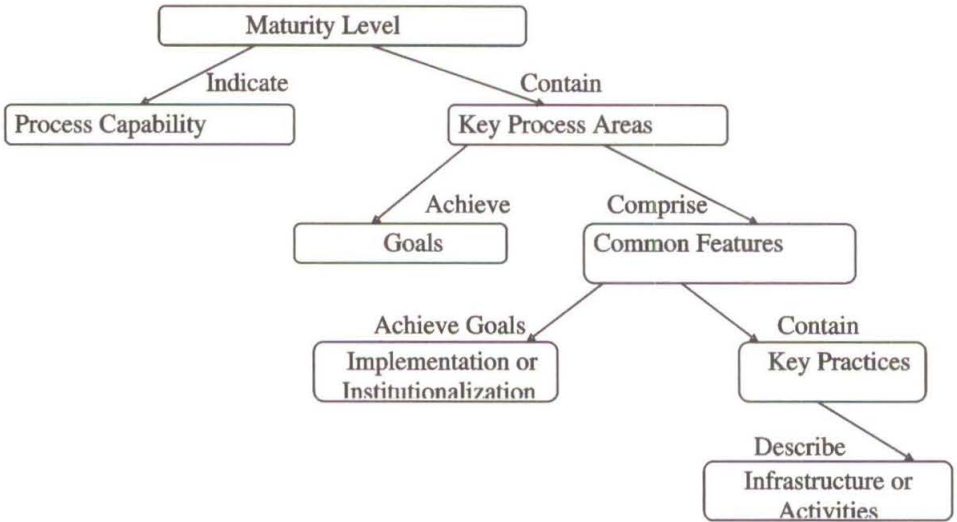 Maturity Level
Indicate
Contain
Process Capability
Key Process Areas
Achieve
Comprise
Goals
Common Features
Achieve Goals
Contain
Implementation or
Institutionalization
Key Practices
Describe
Infrastructure or
Activities